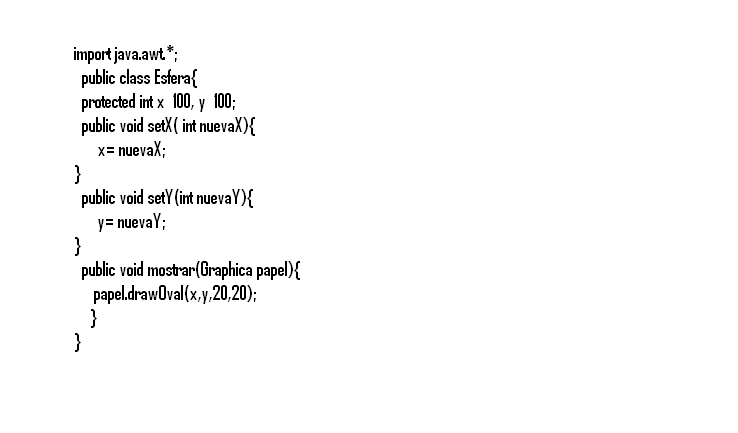 import java.awt.*;
public class Esfera{
protected int x 100, y 100;
public void setX( int nuevaX){
x= nuevaX;
}
public void setY(int nuevaY){
y= nuevaY;
}
public void mostrar(Graphica papel){
papel.drawOval(x,y,20,20);
}
}